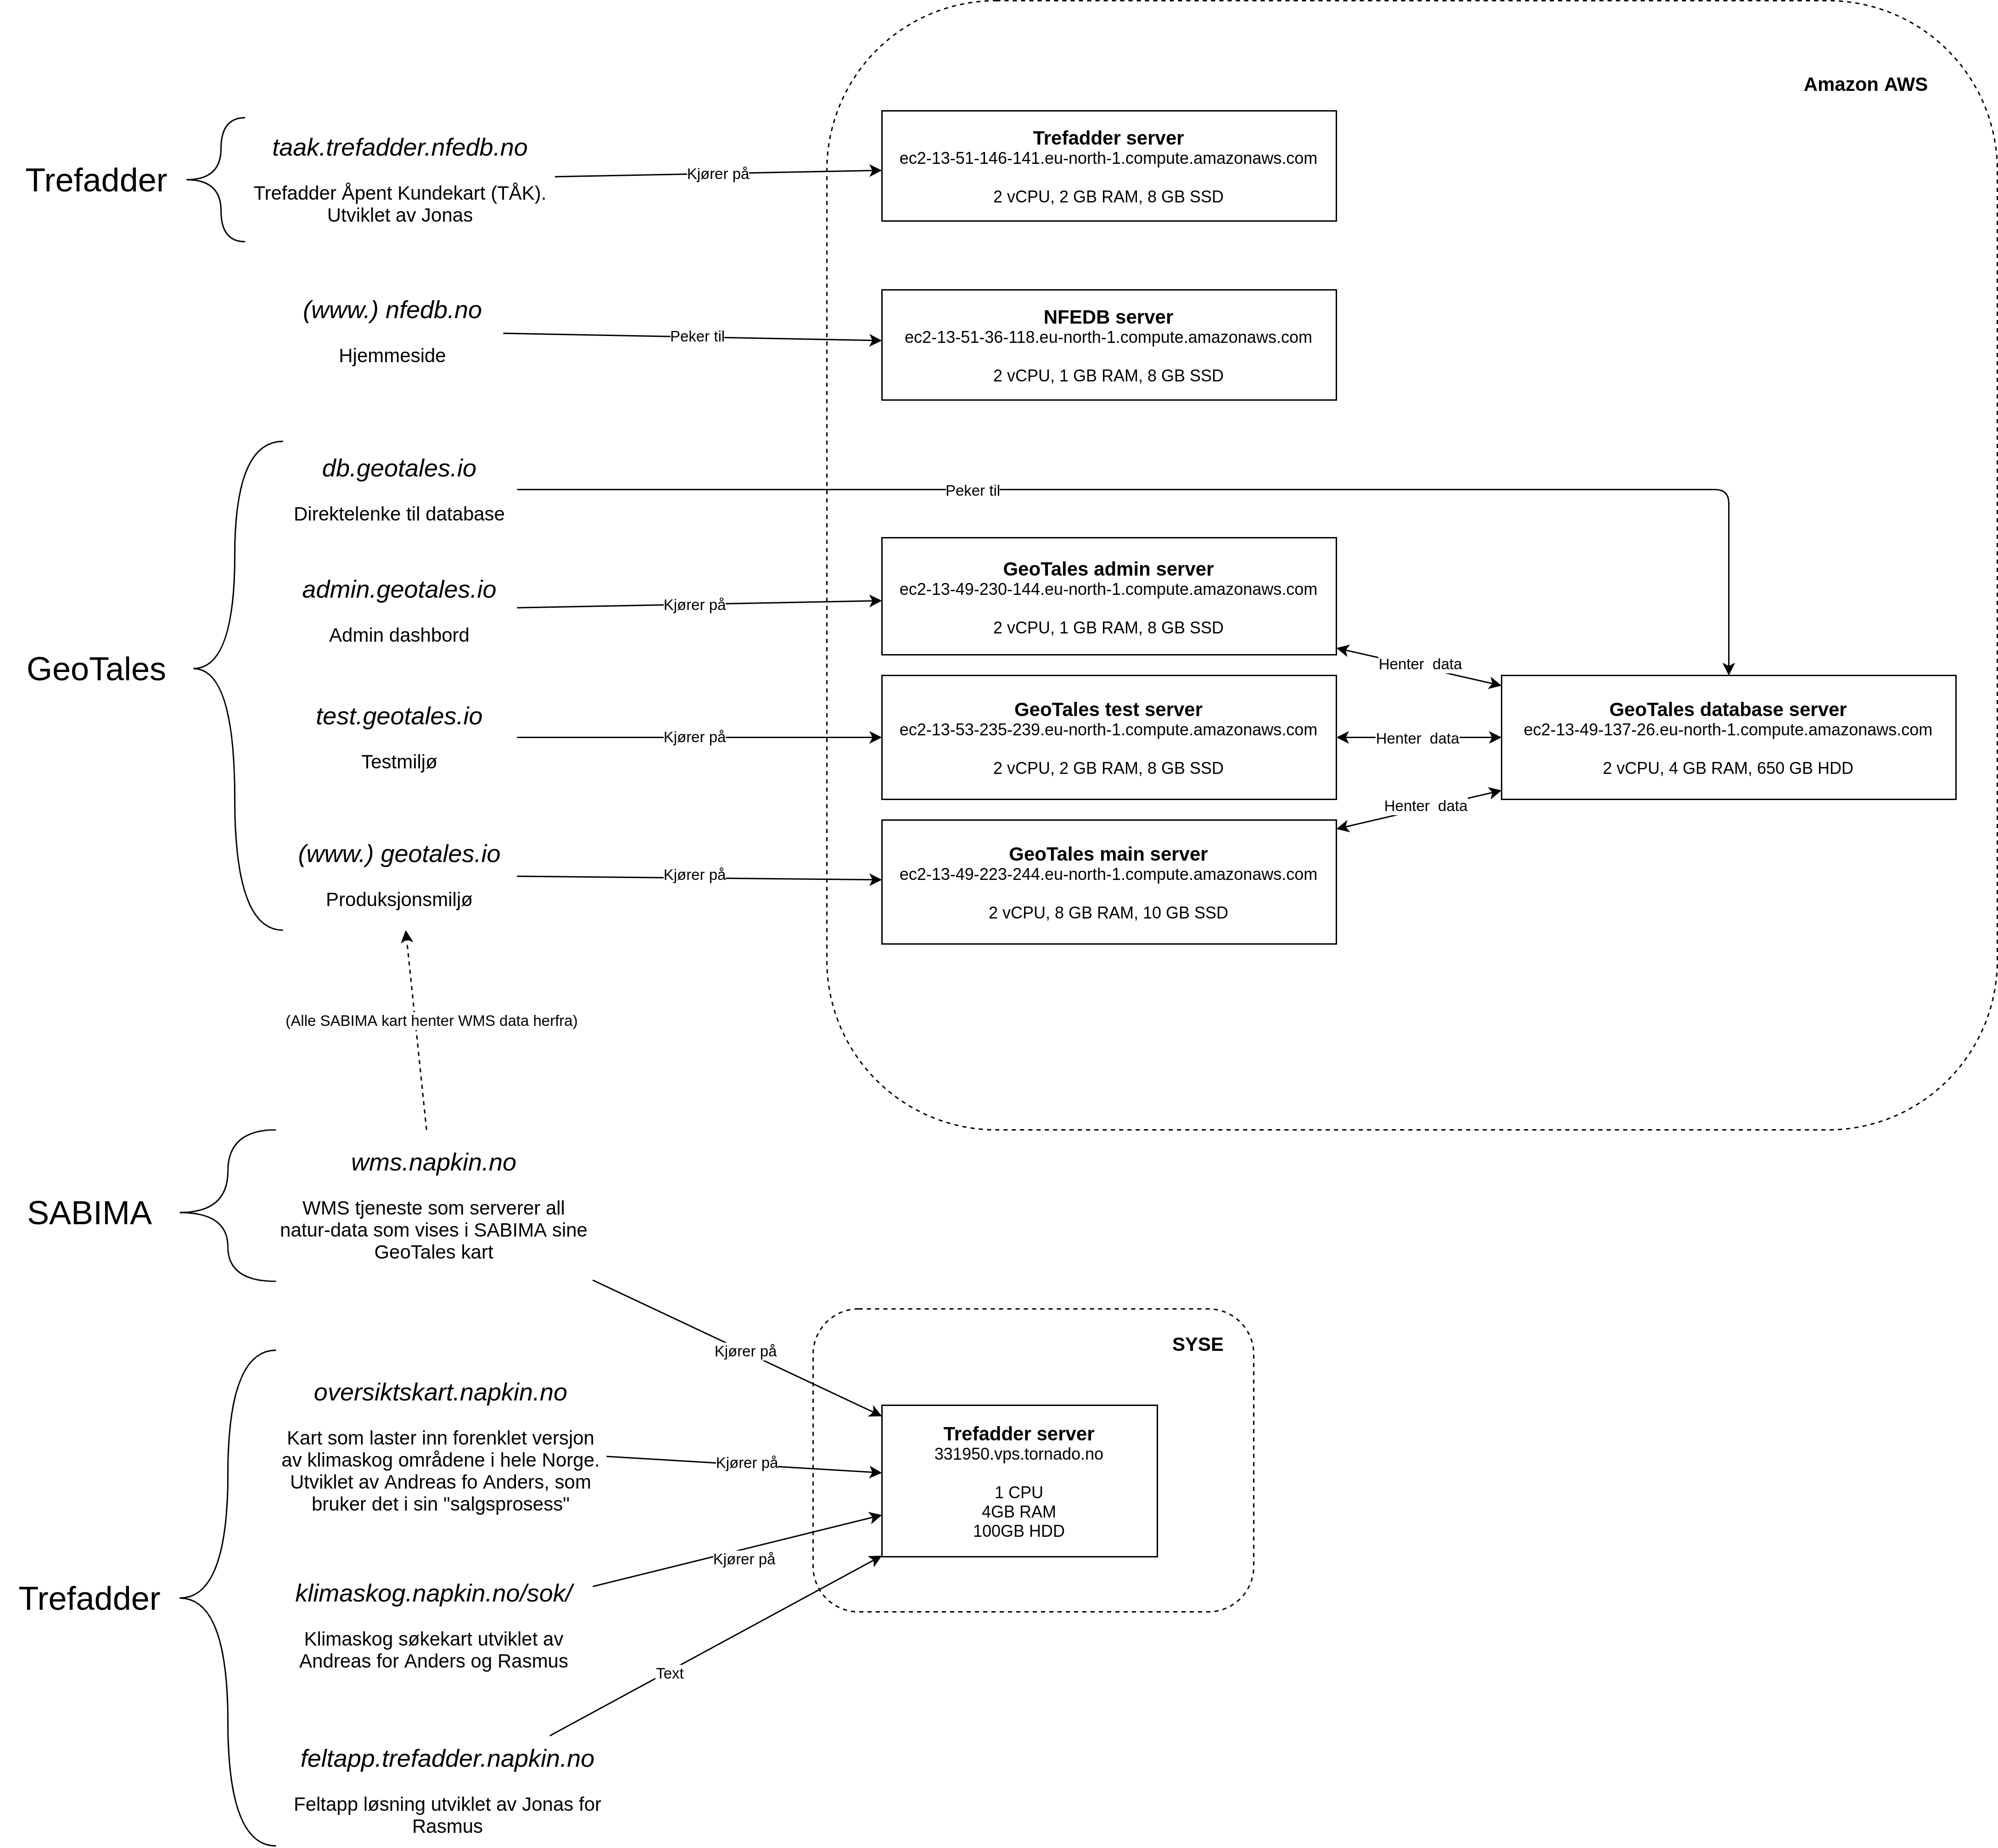 Amazon AWS
Trefadder
taak.trefadder.nfedb.no
Trefadder Åpent Kundekart (TÅK).
Utviklet av Jonas
Kjører på
Trefadder server
ec2-13-51-146-141.eu-north-1.compute.amazonaws.com
2 vCPU, 2 GB RAM, 8 GB SSD
(www.) nfedb.no
Hjemmeside
Peker til
NFEDB server
ec2-13-51-36-118.eu-north-1.compute.amazonaws.com
2 vCPU, 1 GB RAM, 8 GB SSD
GeoTales
db.geotales.io
Direktelenke til database
Peker til
admin.geotales.io
Admin dashbord
Kjører på
GeoTales admin server
ec2-13-49-230-144.eu-north-1.compute.amazonaws.com
2 vCPU, 1 GB RAM, 8 GB SSD
Henter  data
test.geotales.io
Testmiljø
Kjører på
GeoTales test server
ec2-13-53-235-239.eu-north-1.compute.amazonaws.com
2 vCPU, 2 GB RAM, 8 GB SSD
Henter  data
GeoTales database server
ec2-13-49-137-26.eu-north-1.compute.amazonaws.com
2 vCPU, 4 GB RAM, 650 GB HDD
(www.) geotales.io
Produksjonsmiljø
Kjører på
GeoTales main server
ec2-13-49-223-244.eu-north-1.compute.amazonaws.com
2 vCPU, 8 GB RAM, 10 GB SSD
Henter  data
(Alle SABIMA kart henter WMS data herfra)
SABIMA
wms.napkin.no
WMS tjeneste som serverer all
natur-data som vises i SABIMA sine
GeoTales kart
Kjører på
SYSE
Trefadder server
331950.vps.tornado.no
1 CPU
4GB RAM
100GB HDD
Trefadder
oversiktskart.napkin.no
Kart som laster inn forenklet versjon
av klimaskog områdene i hele Norge.
Utviklet av Andreas fo Anders, som
bruker det i sin "salgsprosess"
Kjører på
klimaskog.napkin.no/sok/
Klimaskog søkekart utviklet av
Andreas for Anders og Rasmus
Kjører på
Text
feltapp.trefadder.napkin.no
Feltapp løsning utviklet av Jonas for
Rasmus